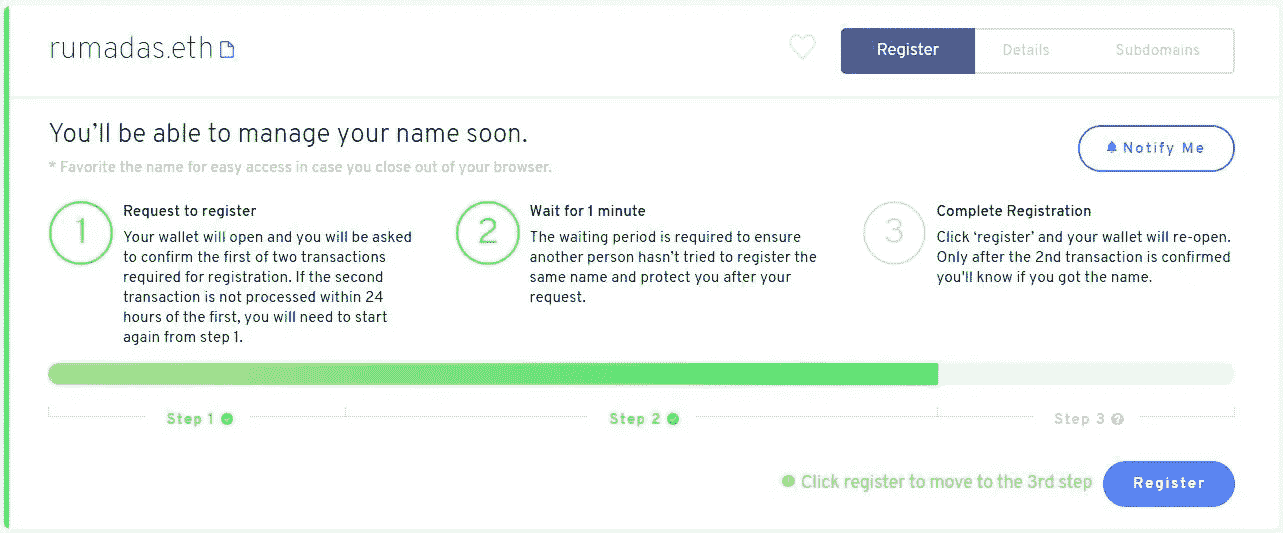 rumadas.eth
Register
Details
Subdomains
You'll be able to manage your name soon.
* Favorite the name for easy access in case you close out of your browser.
Notify Me
1
Request to register
Your wallet will open and you will be asked
to confirm the first of two transactions
required for registration. If the second
transaction is not processed within 24
hours of the first, you will need to start
again from step 1.
2
Wait for 1 minute
The waiting period is required to ensure
another person hasn't tried to register the
same name and protect you after your
request.
3
Complete Registration
Click ‘register’ and your wallet will re-open.
Only after the 2nd transaction is confirmed
you'll know if you got the name.
Step 1
Step 2
Step 3
Click register to move to the 3rd step
Register